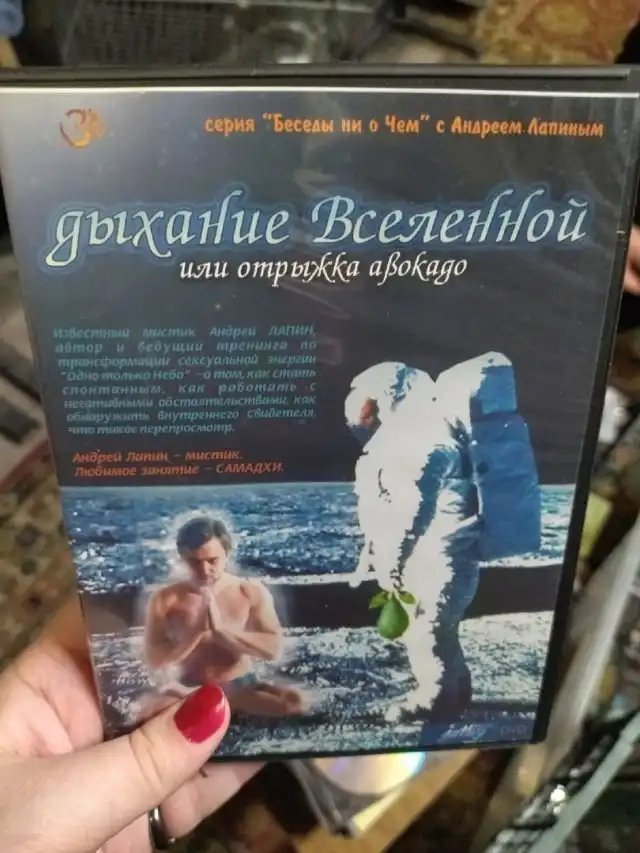 серия "Беседы ни о Чем" с Андреем Лапиным
дыхание Вселенной
или отрыжка авокадо
Известный мистик Андрей ЛАПИН,
автор и ведущий тренинга по
трансформации сексуальной энергии
"Одно только Небо" – о том, как стать
спонтанным, как работать с
негативными обстоятельствами, как
обнаружить внутреннего Свидетеля,
что такое перепросмотр.
Андрей Лапин – мистик.
Любимое занятие – САМАДХИ.
DVD